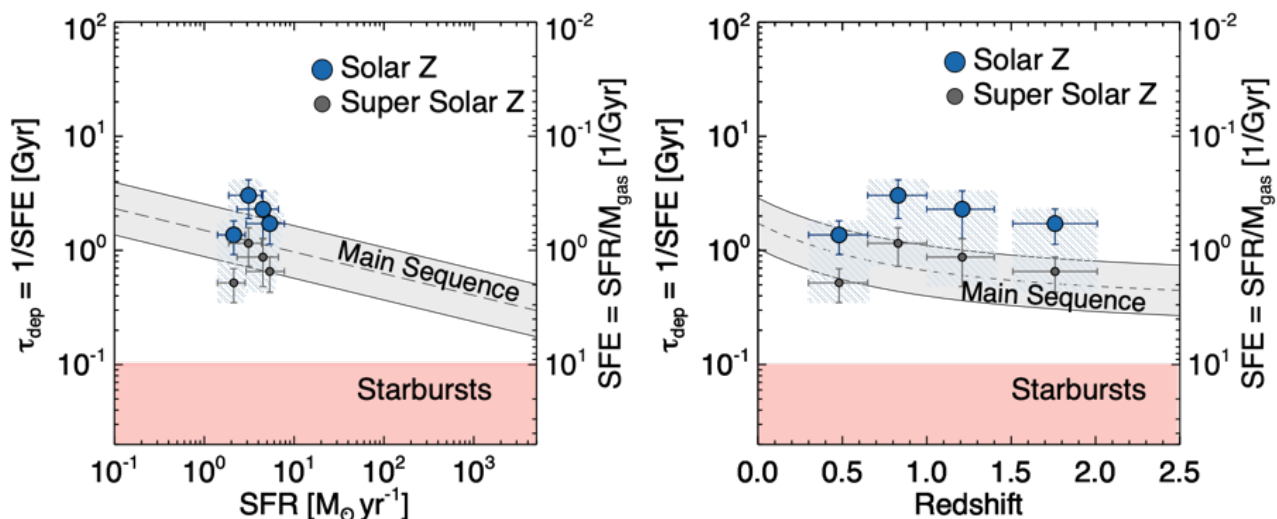 τdep = 1/SFE [Gyr]
10²
10¹
10⁰
10⁻¹
Solar Z
Super Solar Z
Main Sequence
Starbursts
10⁻¹ 10⁰ 10¹ 10² 10³
SFR [M⊙ yr⁻¹]
10⁻²
10⁻¹
10⁰
10¹
SFE = SFR/Mgas [1/Gyr]
τdep = 1/SFE [Gyr]
10²
10¹
10⁰
10⁻¹
Solar Z
Super Solar Z
Main Sequence
Starbursts
0.0 0.5 1.0 1.5 2.0 2.5
Redshift
10⁻²
10⁻¹
10⁰
10¹
SFE = SFR/Mgas [1/Gyr]